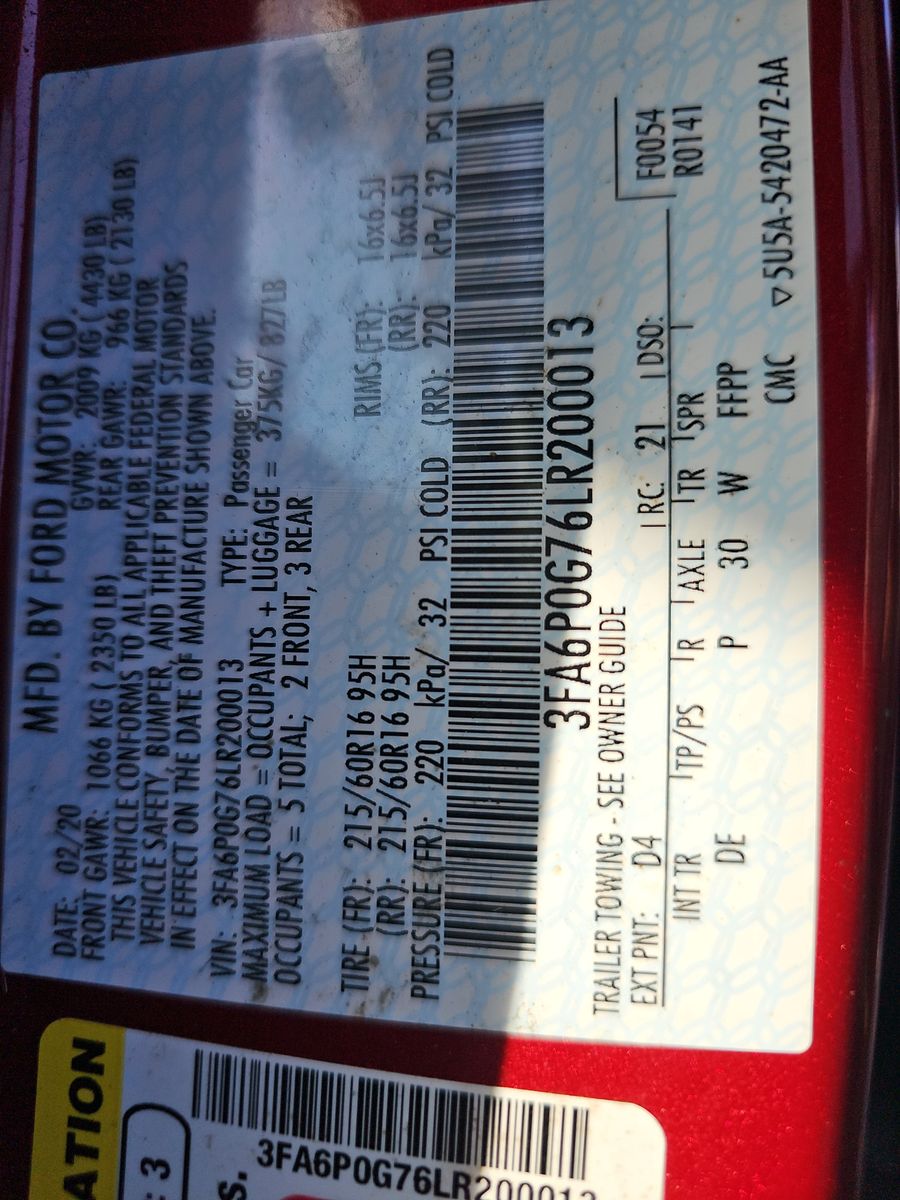 MFD. BY FORD MOTOR CO.
DATE: 02/20 GVWR: 2009 KG ( 4430 LB)
FRONT GAWR: 1066 KG ( 2350 LB) REAR GAWR: 966 KG ( 2130 LB)
THIS VEHICLE CONFORMS TO ALL APPLICABLE FEDERAL MOTOR
VEHICLE SAFETY, BUMPER, AND THEFT PREVENTION STANDARDS
IN EFFECT ON THE DATE OF MANUFACTURE SHOWN ABOVE.
VIN: 3FA6P0G76LR200013 TYPE: Passenger Car
MAXIMUM LOAD = OCCUPANTS + LUGGAGE = 375KG/ 827LB
OCCUPANTS = 5 TOTAL; 2 FRONT, 3 REAR
TIRE (FR): 215/60R16 95H RIMS (FR): 16x6.5J
(RR): 215/60R16 95H (RR): 16x6.5J
PRESSURE (FR): 220 kPa/ 32 PSI COLD (RR): 220 kPa/ 32 PSI COLD
3FA6P0G76LR200013
TRAILER TOWING - SEE OWNER GUIDE
F0054
EXT PNT: D4 RC: 21 DSO: R0141
INT TR TP/PS R AXLE TR SPR
DE P 30 W FFPP
CMC ▽5U5A-5420472-AA
ATION
: 3
3FA6P0G76LR200013
s.